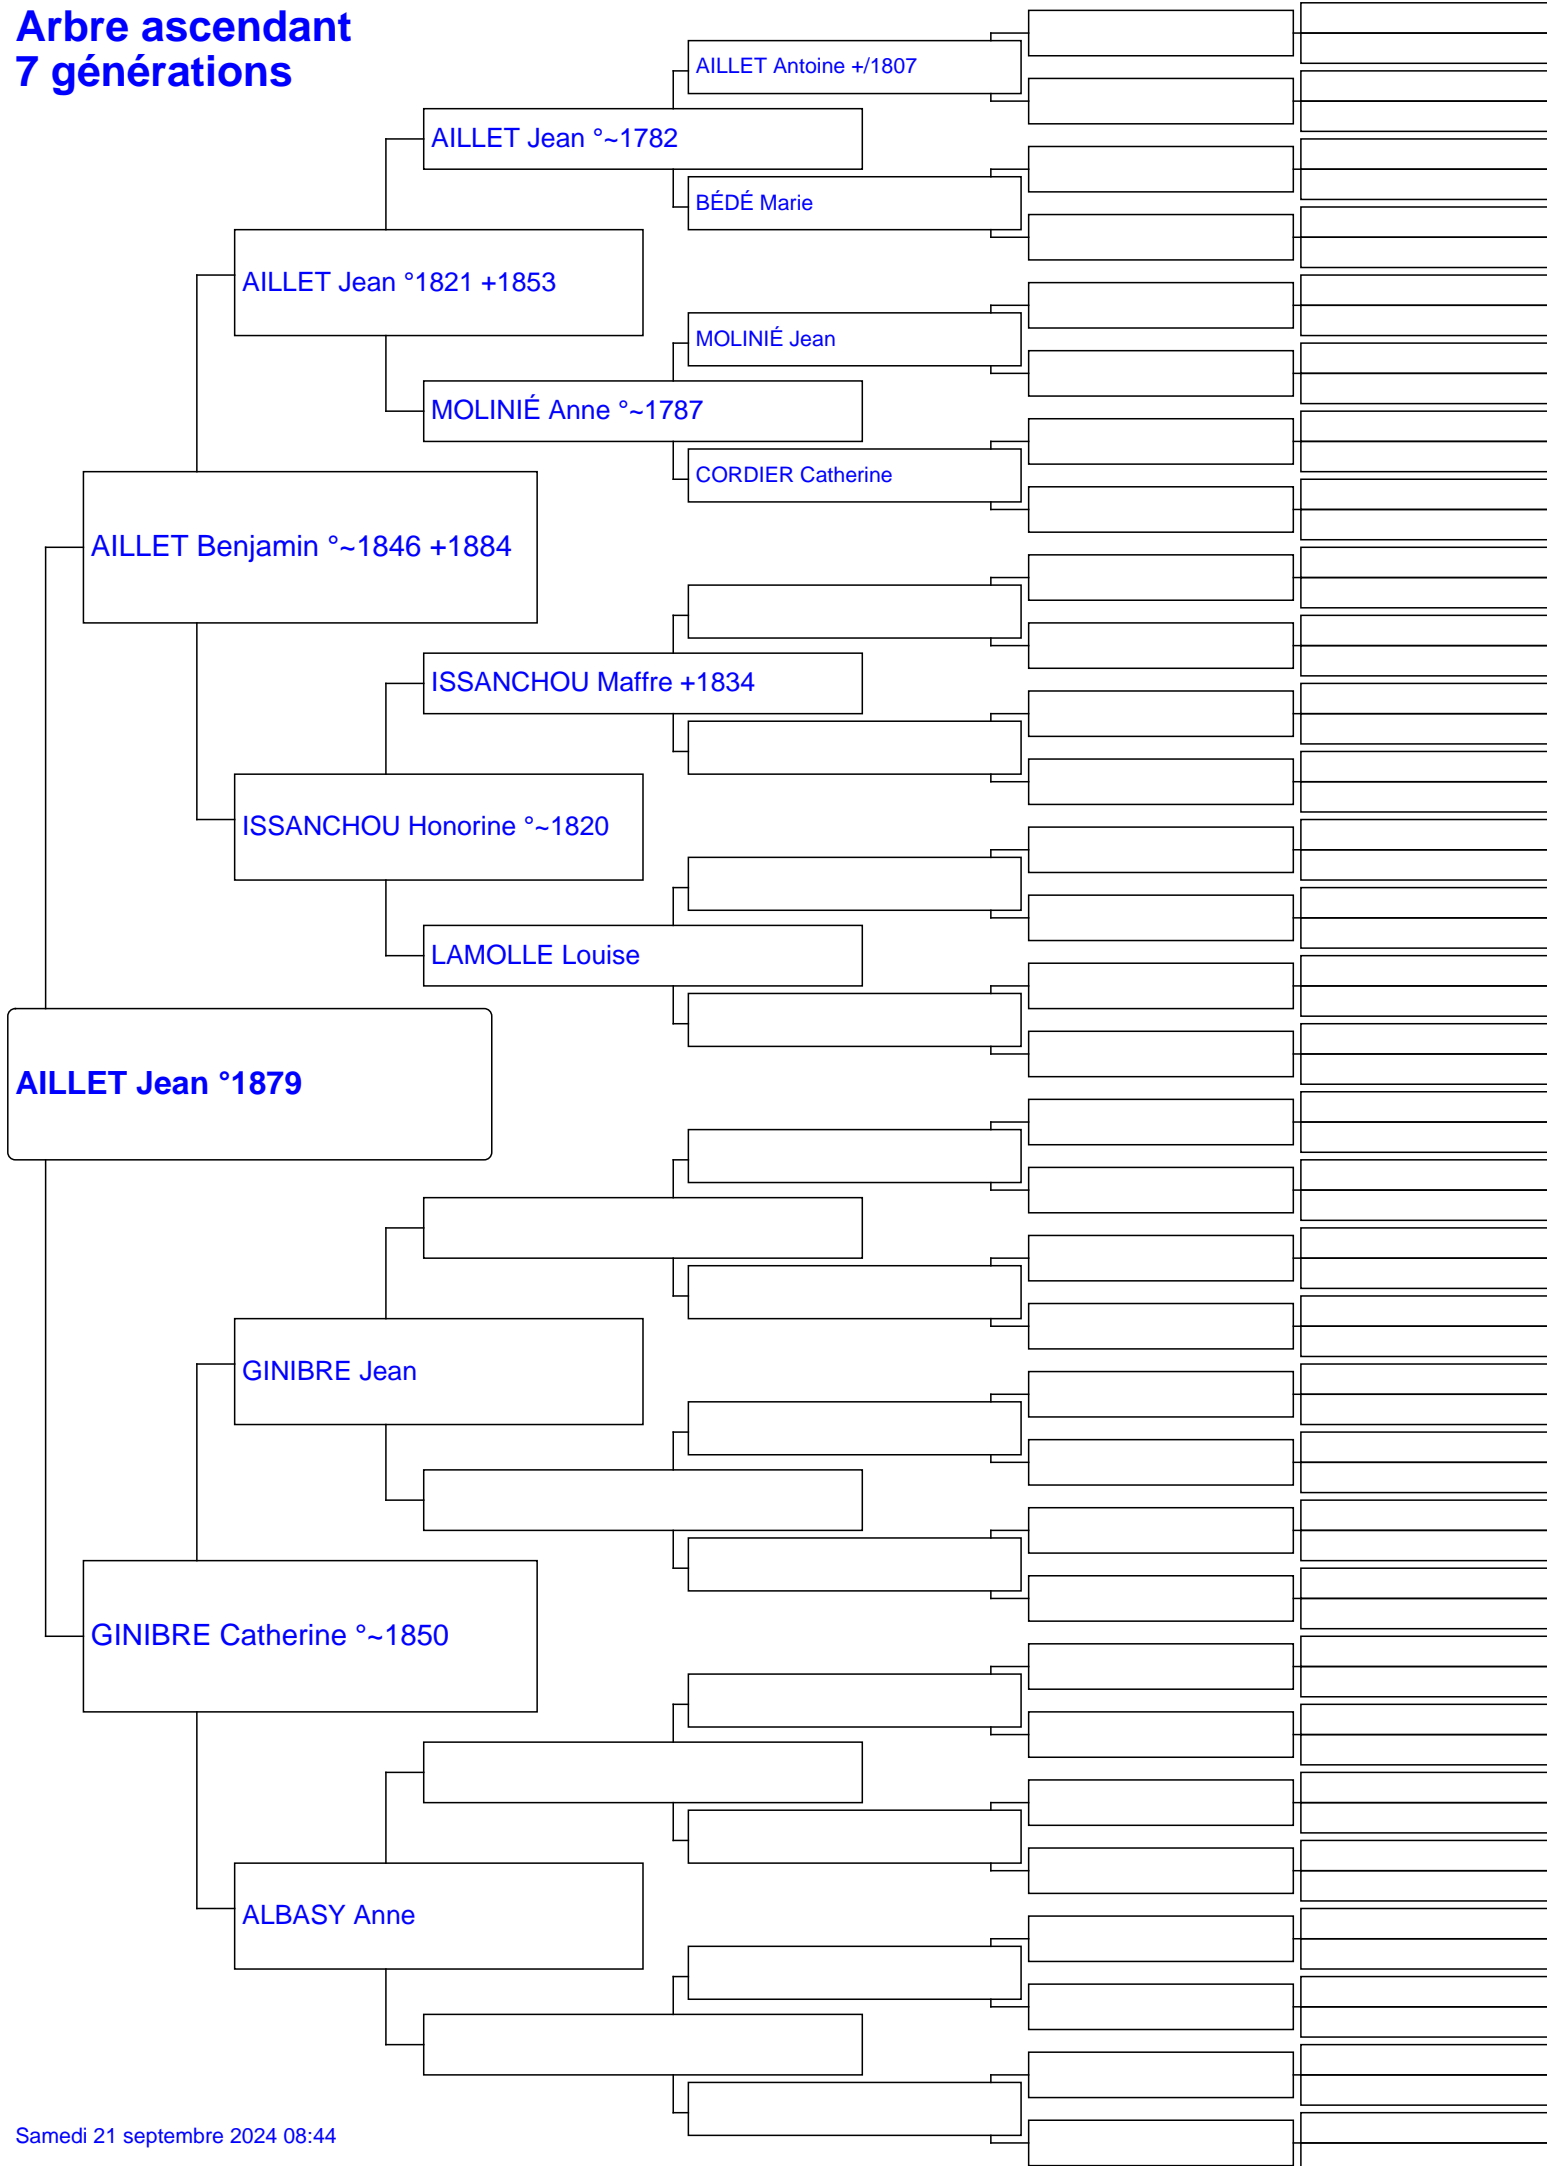 Arbre ascendant
7 générations
AILLET Antoine +/1807
AILLET Jean °~1782
BÉDÉ Marie
AILLET Jean °1821 +1853
MOLINIÉ Jean
MOLINIÉ Anne °~1787
CORDIER Catherine
AILLET Benjamin °~1846 +1884
ISSANCHOU Maffre +1834
ISSANCHOU Honorine °~1820
LAMOLLE Louise
AILLET Jean °1879
GINIBRE Jean
GINIBRE Catherine °~1850
ALBASY Anne
Samedi 21 septembre 2024 08:44